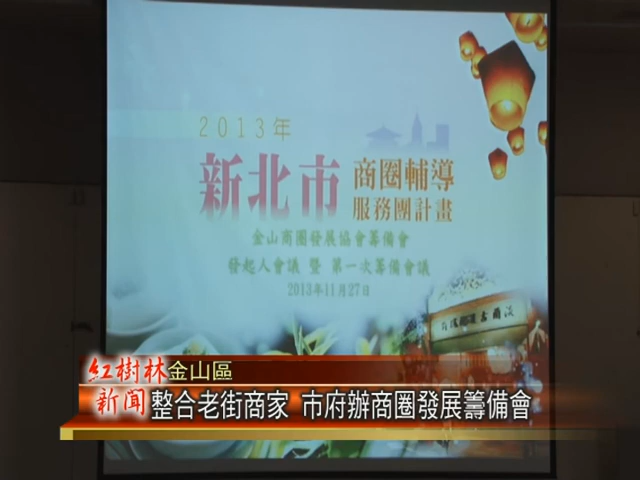 2013年
新北市 商圈輔導
服務團計畫
金山商圈發展協會籌備會
發起人會議 暨 第一次籌備會議
2013年11月27日
紅樹林 金山區
新聞 整合老街商家 市府辦商圈發展籌備會